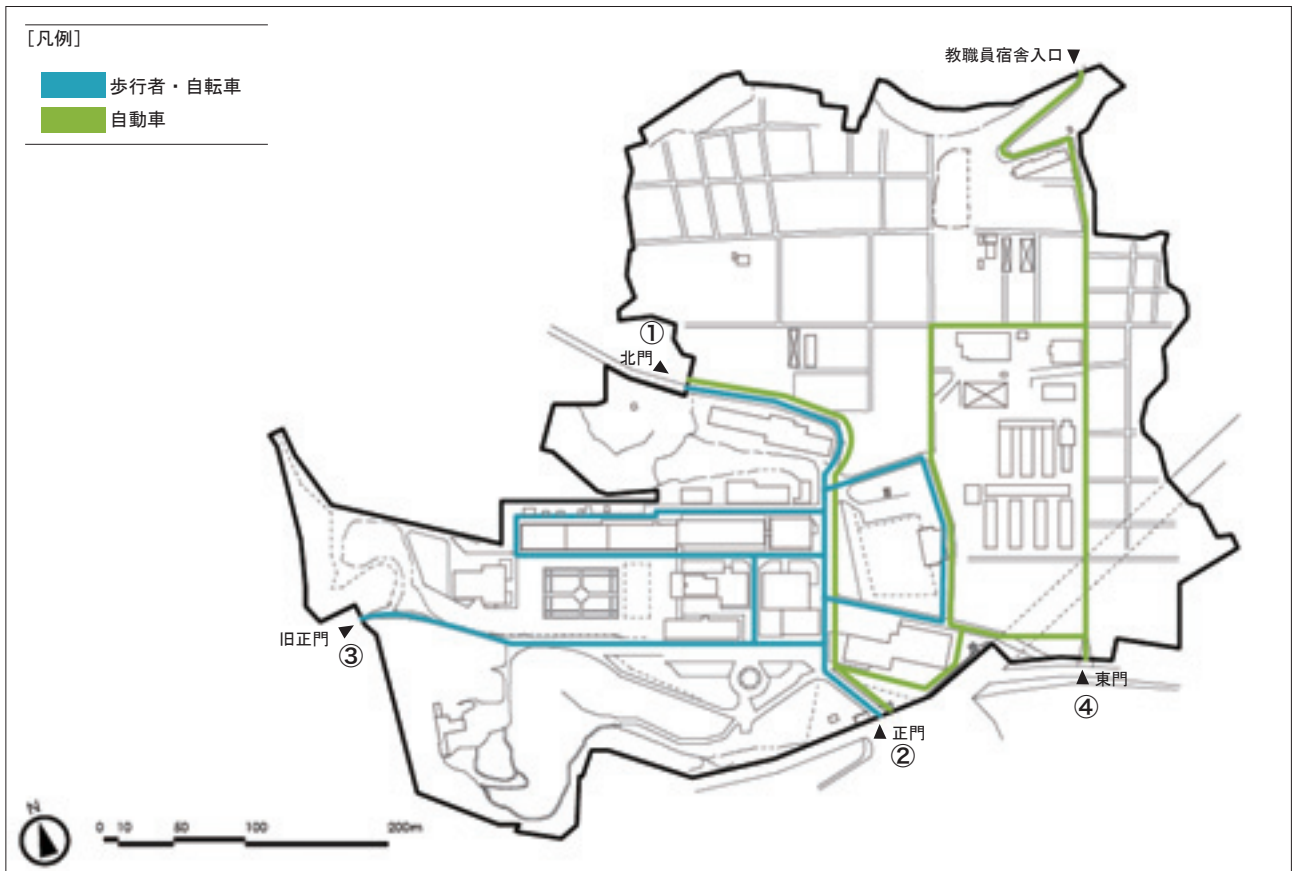 [凡例]
歩行者・自転車
自動車
教職員宿舎入口 ▼
①
北門
旧正門
③
▲ 東門
④
▲ 正門
②
N
0 10 50 100 200m